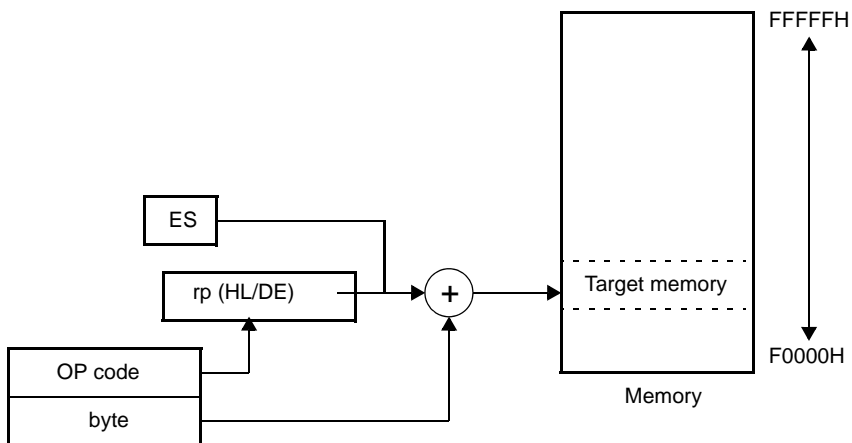 FFFFFH
ES
rp (HL/DE)
+
Target memory
OP code
byte
F0000H
Memory